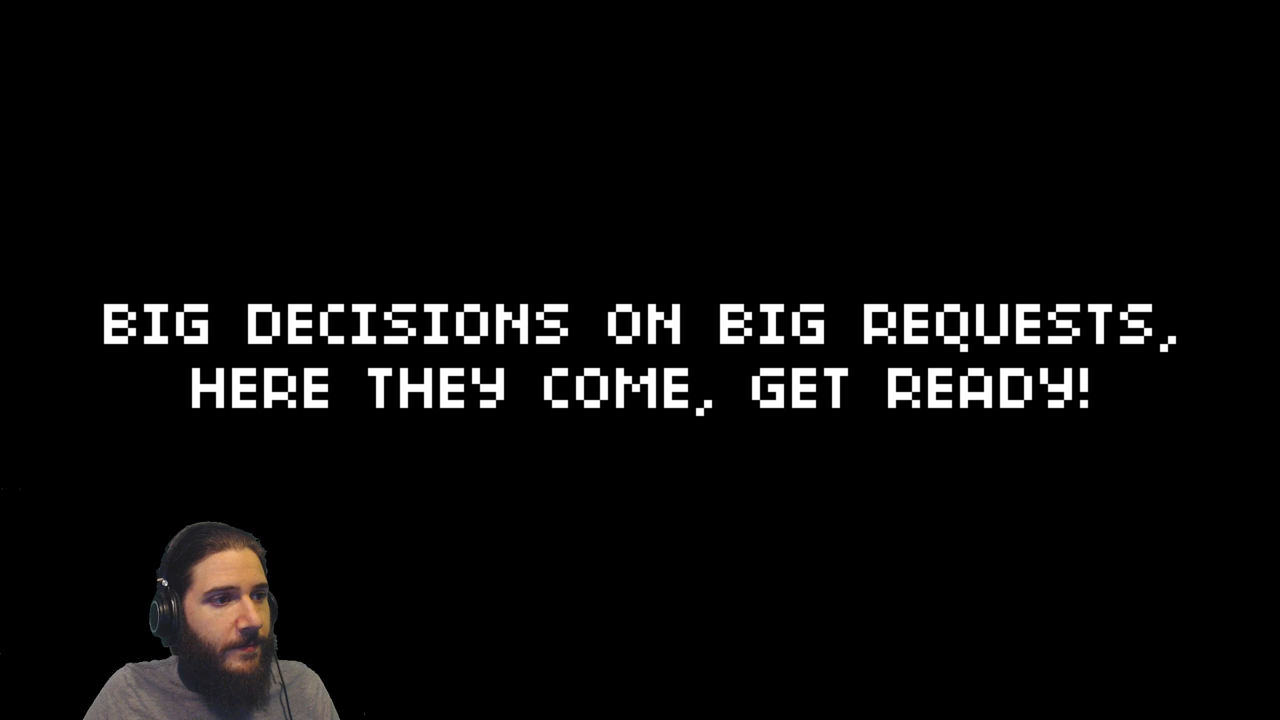 BIG DECISIONS ON BIG REQUESTS,
HERE THEY COME, GET READY!